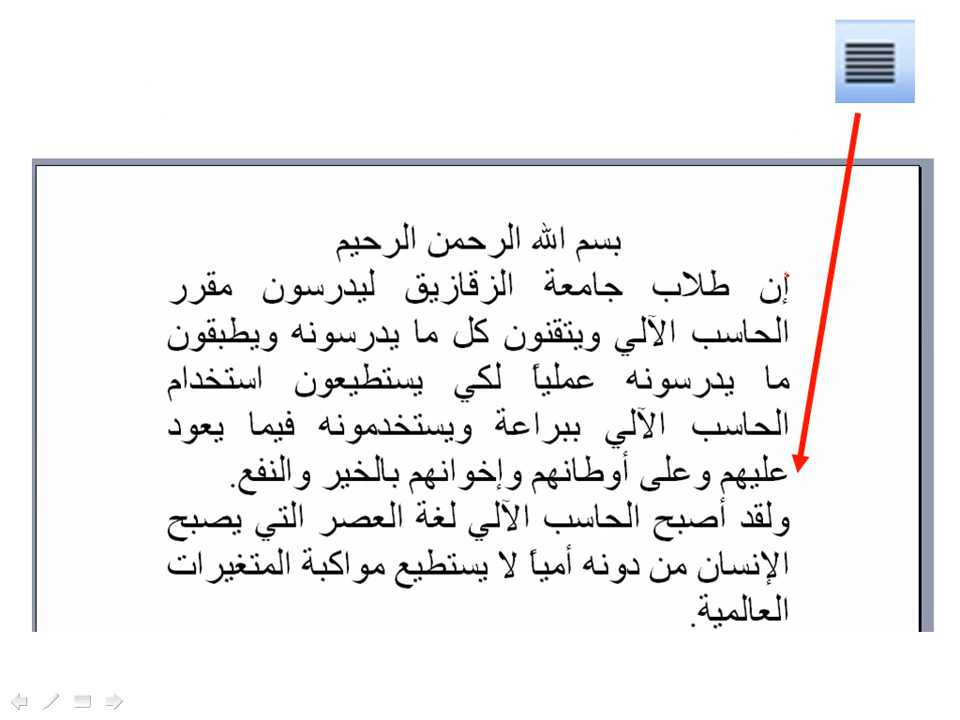 بسم الله الرحمن الرحيم
إن طلاب جامعة الزقازيق ليدرسون مقرر
الحاسب الآلي ويتقنون كل ما يدرسونه ويطبقون
ما يدرسونه عملياً لكي يستطيعون استخدام
الحاسب الآلي ببراعة ويستخدمونه فيما يعود
عليهم وعلى أوطانهم وإخوانهم بالخير والنفع.
ولقد أصبح الحاسب الآلي لغة العصر التي يصبح
الإنسان من دونه أمياً لا يستطيع مواكبة المتغيرات
العالمية.